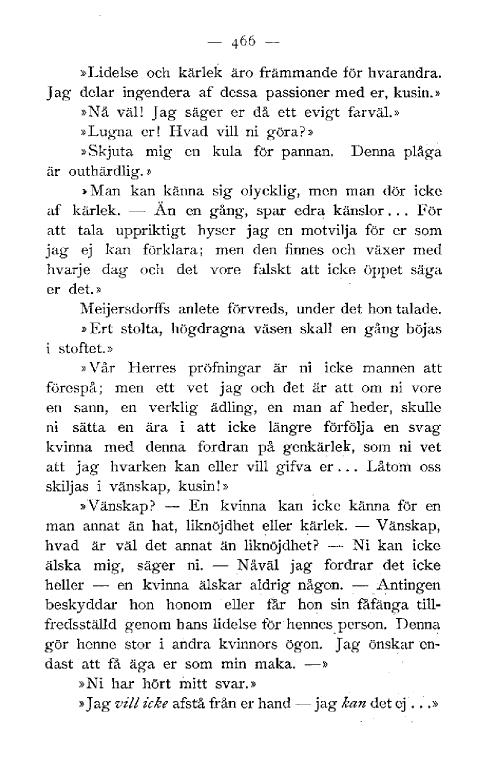 — 466 —
»Lidelse och kärlek äro främmande för hvarandra.
Jag delar ingendera af dessa passioner med er, kusin.»
»Nå väl! Jag säger er då ett evigt farväl.»
»Lugna er! Hvad vill ni göra?»
»Skjuta mig en kula för pannan. Denna plåga
är outhärdlig.»
»Man kan känna sig olycklig, men man dör icke
af kärlek. — Än en gång, spar edra känslor... För
att tala uppriktigt hyser jag en motvilja för er som
jag ej kan förklara; men den finnes och växer med
hvarje dag och det vore falskt att icke öppet säga
er det.»
Meijersdorffs anlete förvreds, under det hon talade.
»Ert stolta, högdragna väsen skall en gång böjas
i stoftet.»
»Vår Herres pröfningar är ni icke mannen att
förespå; men ett vet jag och det är att om ni vore
en sann, en verklig ädling, en man af heder, skulle
ni sätta en ära i att icke längre förfölja en svag
kvinna med denna fordran på genkärlek, som ni vet
att jag hvarken kan eller vill gifva er... Låtom oss
skiljas i vänskap, kusin!»
»Vänskap? — En kvinna kan icke känna för en
man annat än hat, liknöjdhet eller kärlek. — Vänskap,
hvad är väl det annat än liknöjdhet? — Ni kan icke
älska mig, säger ni. — Nåväl jag fordrar det icke
heller — en kvinna älskar aldrig någon. — Antingen
beskyddar hon honom eller får hon sin fåfänga till-
fredsställd genom hans lidelse för hennes person. Denna
gör henne stor i andra kvinnors ögon. Jag önskar en-
dast att få äga er som min maka. —»
»Ni har hört mitt svar.»
»Jag vill icke afstå från er hand — jag kan det ej...»